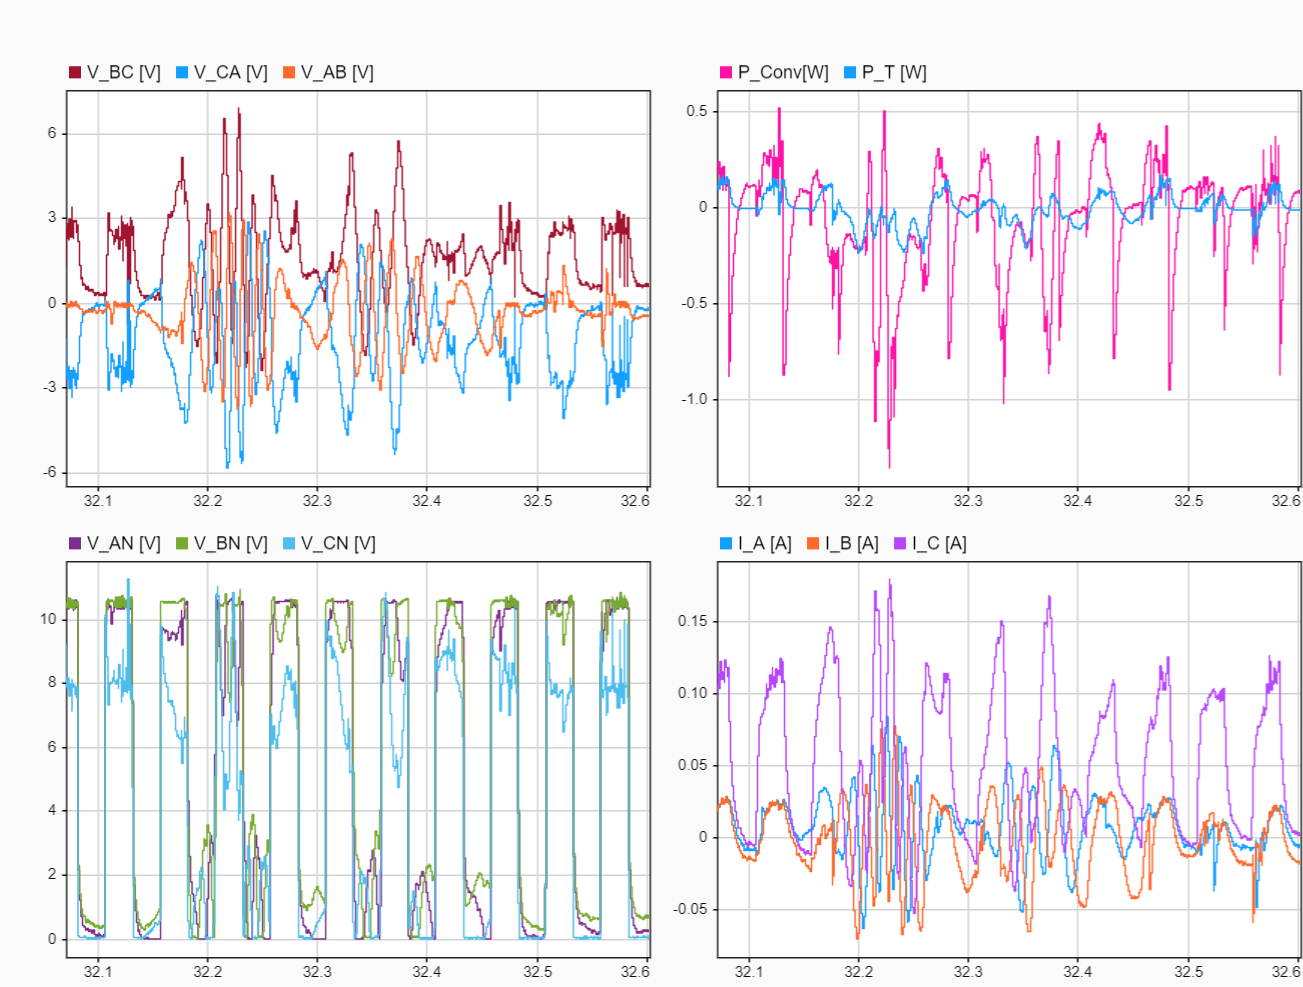 V_BC [V] V_CA [V] V_AB [V]
6
3
0
-3
-6
32.1 32.2 32.3 32.4 32.5 32.6
P_Conv[W] P_T [W]
0.5
0
-0.5
-1.0
32.1 32.2 32.3 32.4 32.5 32.6
V_AN [V] V_BN [V] V_CN [V]
10
8
6
4
2
0
32.1 32.2 32.3 32.4 32.5 32.6
I_A [A] I_B [A] I_C [A]
0.15
0.10
0.05
0
-0.05
32.1 32.2 32.3 32.4 32.5 32.6